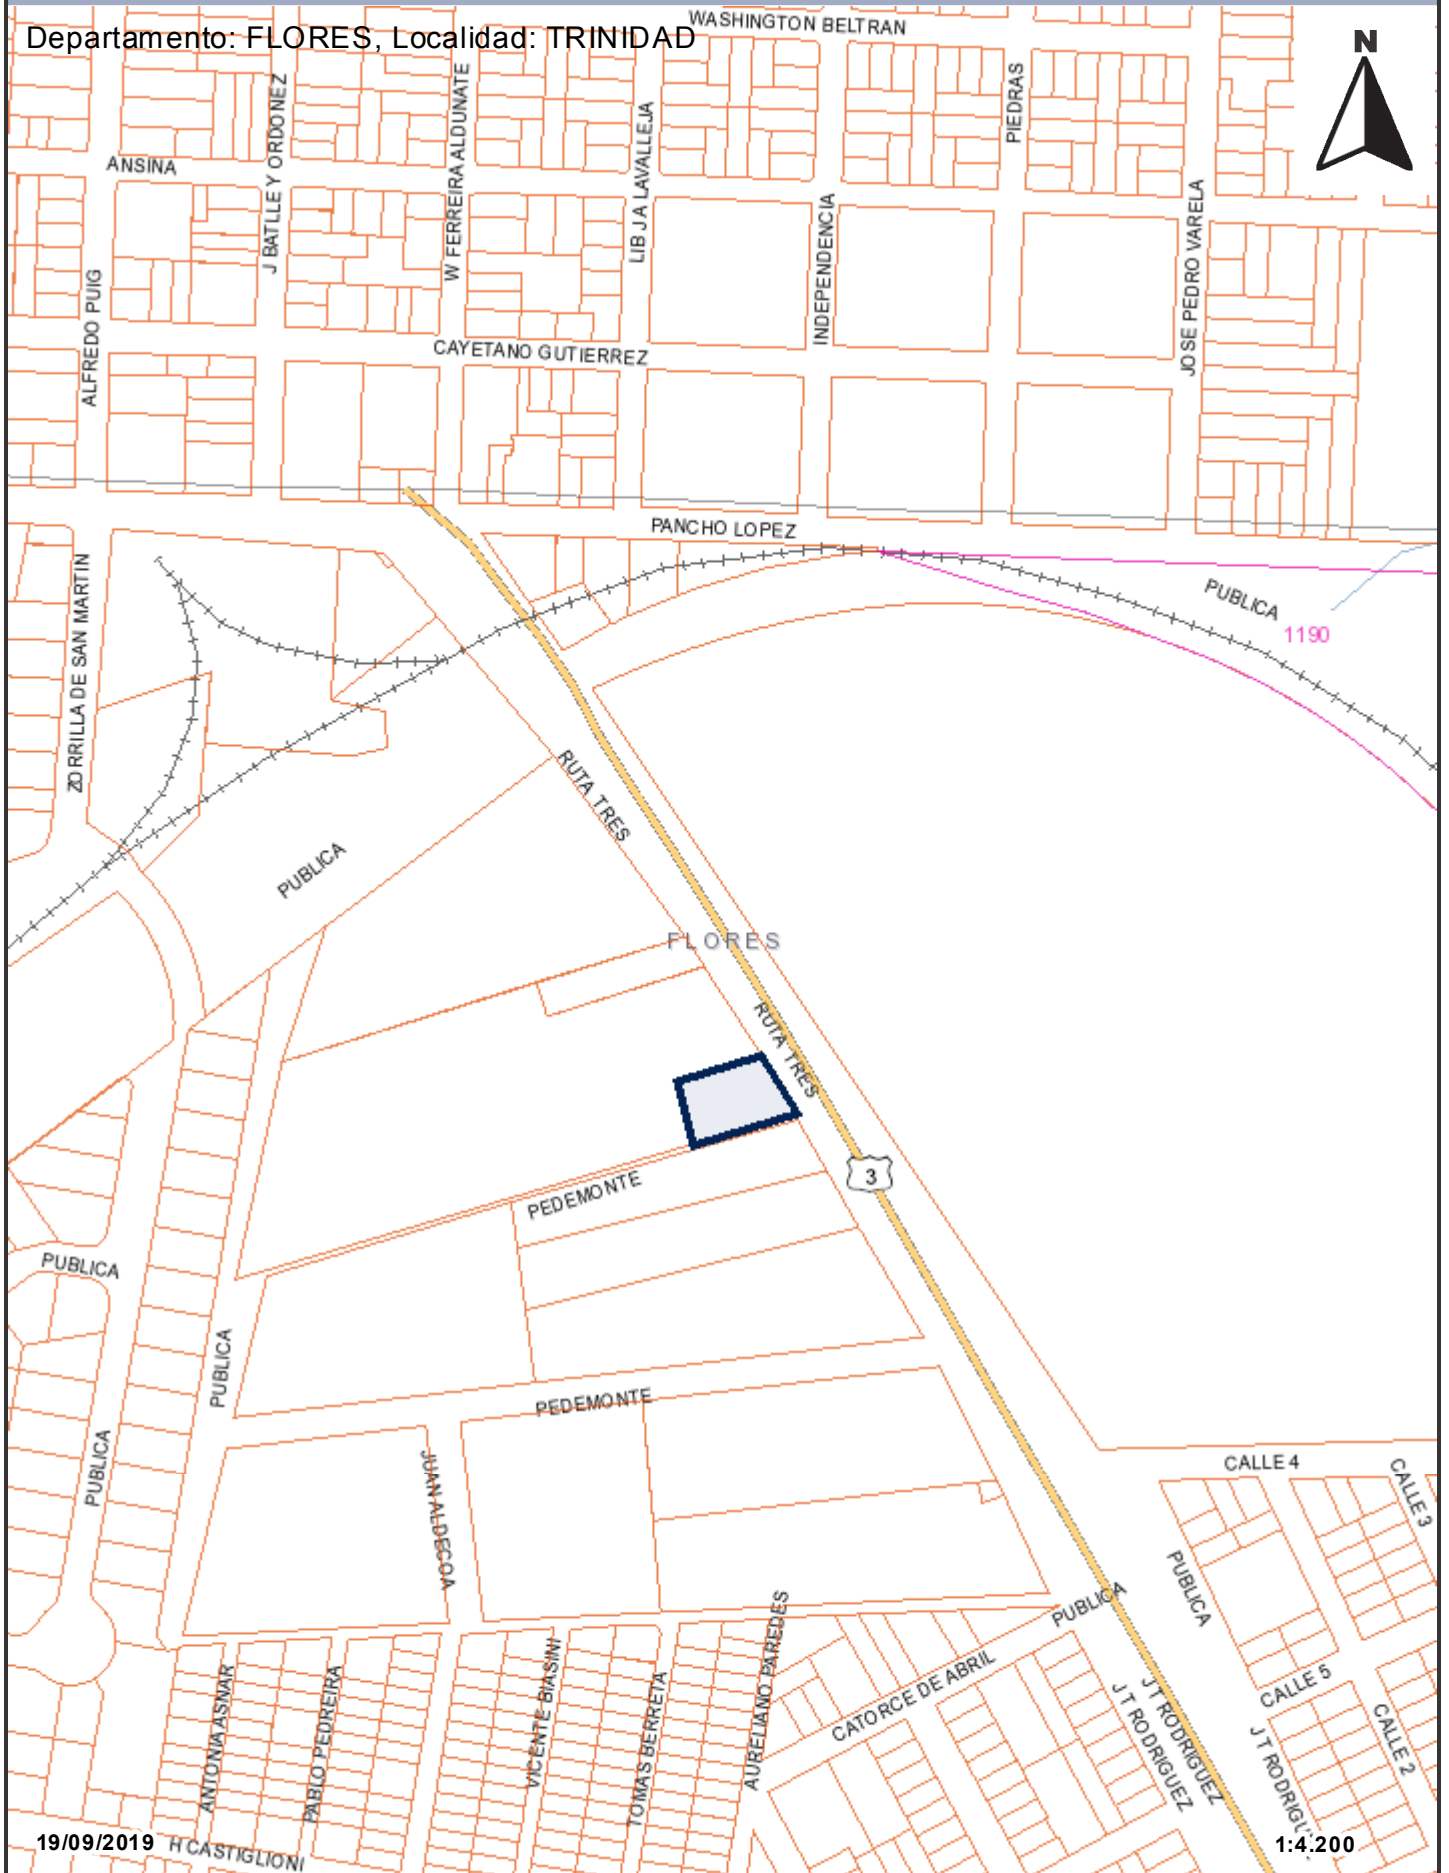 WASHINGTON BELTRAN
Departamento: FLORES, Localidad: TRINIDAD
N
PIEDRAS
J BATLLE Y ORDOÑEZ
W FERREIRA ALDUNATE
LIB J A LAVALLEJA
ANSINA
INDEPENDENCIA
JOSE PEDRO VARELA
ALFREDO PUIG
CAYETANO GUTIERREZ
PANCHO LOPEZ
ZORRILLA DE SAN MARTIN
PUBLICA
1190
RUTA TRES
PUBLICA
FLORES
RUTA TRES
3
PEDEMONTE
PUBLICA
PUBLICA
PEDEMONTE
PUBLICA
JUAN ALDECOA
CALLE 4
CALLE 3
PUBLICA
PUBLICA
AURELIANO PAREDES
CATORCE DE ABRIL
ANTONIA ASNAR
PABLO PEDREIRA
VICENTE BIASINI
TOMAS BERRETA
J T RODRIGUEZ
J T RODRIGUEZ
CALLE 5
CALLE 2
J T RODRIGU
19/09/2019
H CASTIGLIONI
1:4.200